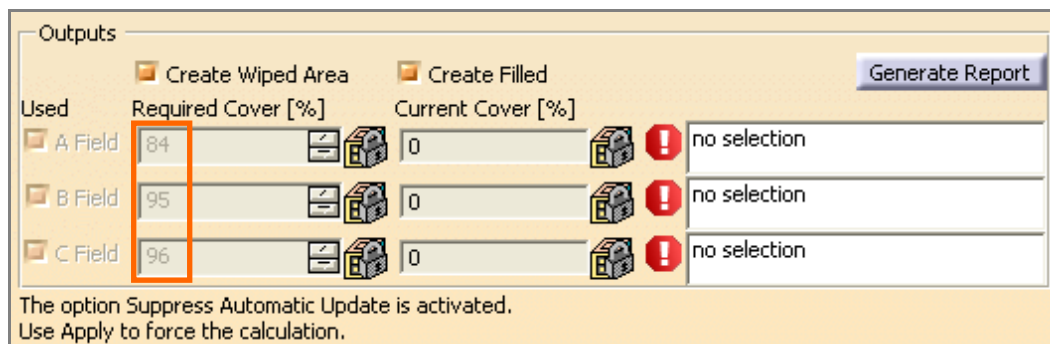 Outputs
Create Wiped Area Create Filled Generate Report
Used Required Cover [%] Current Cover [%]
A Field 84 0 no selection
B Field 95 0 no selection
C Field 96 0 no selection
The option Suppress Automatic Update is activated.
Use Apply to force the calculation.